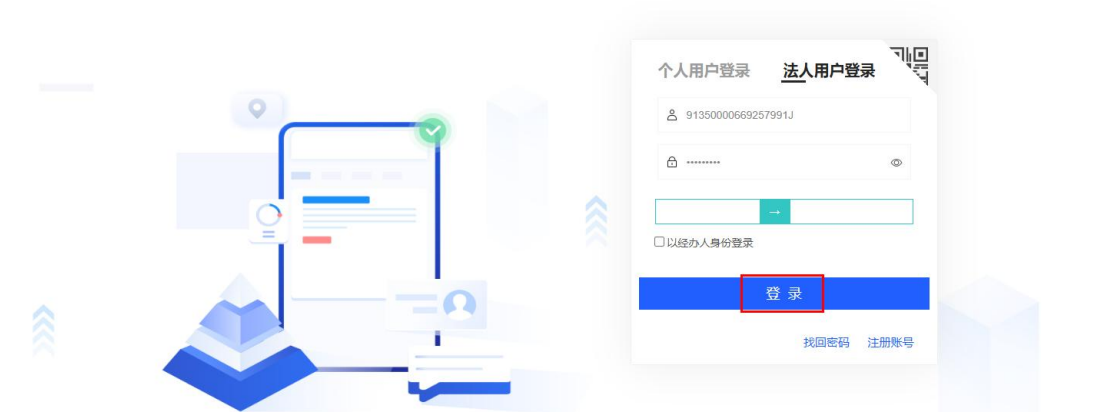 个人用户登录 法人用户登录
91350000669257991J
---------
→
以经办人身份登录
登 录
找回密码 注册账号